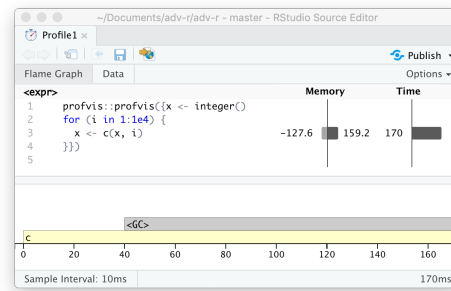 ~/Documents/adv-r/adv-r - master - RStudio Source Editor
Profile1
Publish
Flame Graph Data Options
<expr> Memory Time
1 profvis::profvis({x <- integer()
2 for (i in 1:1e4) {
3 x <- c(x, i) -127.6 159.2 170
4 }})
5
<GC>
c
0 20 40 60 80 100 120 140 160
Sample Interval: 10ms 170ms